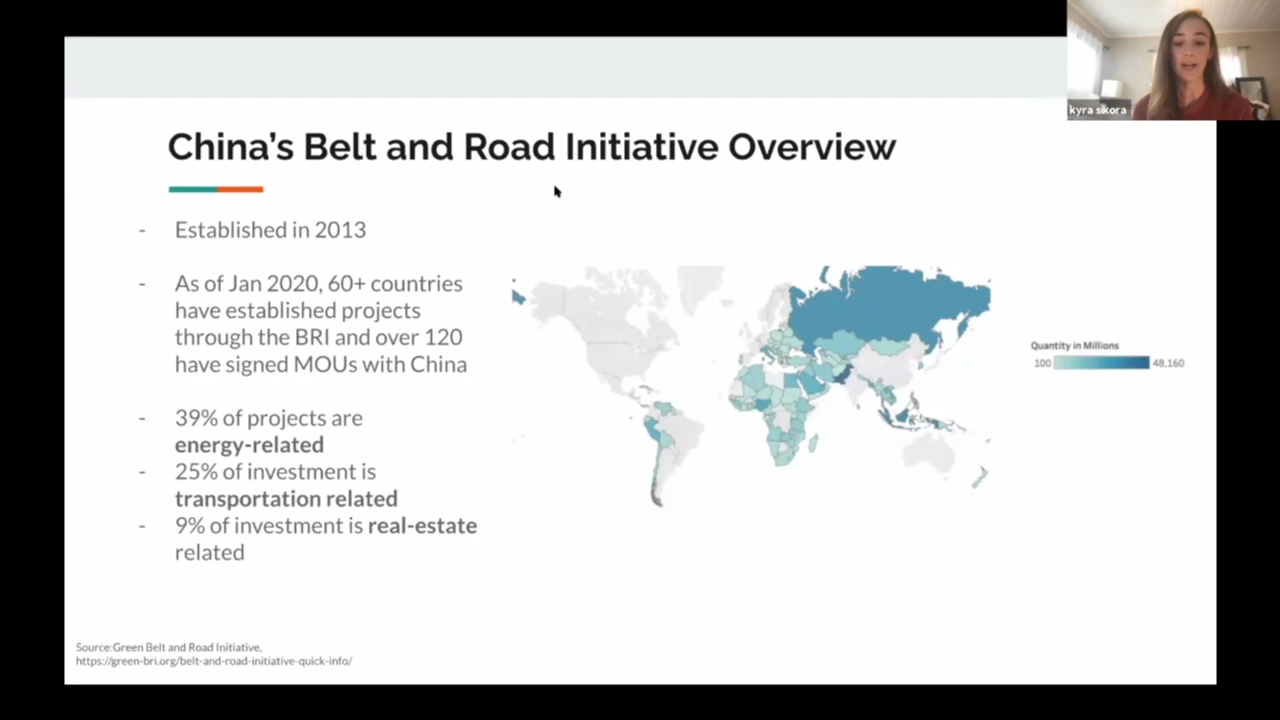 kyra sikora
China's Belt and Road Initiative Overview
- Established in 2013
- As of Jan 2020, 60+ countries
have established projects
through the BRI and over 120
have signed MOUs with China
- 39% of projects are
energy-related
- 25% of investment is
transportation related
- 9% of investment is real-estate
related
Quantity in Millions
100 48,160
Source:Green Belt and Road Initiative,
https://green-bri.org/belt-and-road-initiative-quick-info/